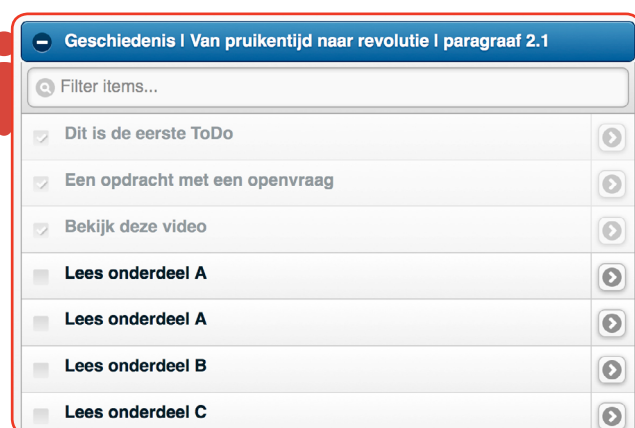 Geschiedenis | Van pruikentijd naar revolutie | paragraaf 2.1
Filter items...
Dit is de eerste ToDo
Een opdracht met een openvraag
Bekijk deze video
Lees onderdeel A
Lees onderdeel A
Lees onderdeel B
Lees onderdeel C